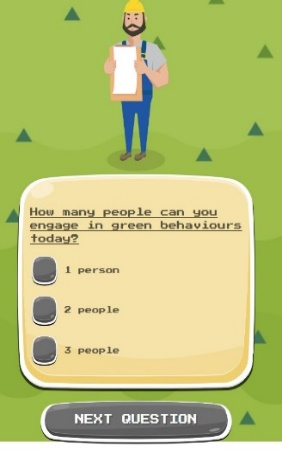 How many people can you
engage in green behaviours
today?
1 person
2 people
3 people
NEXT QUESTION